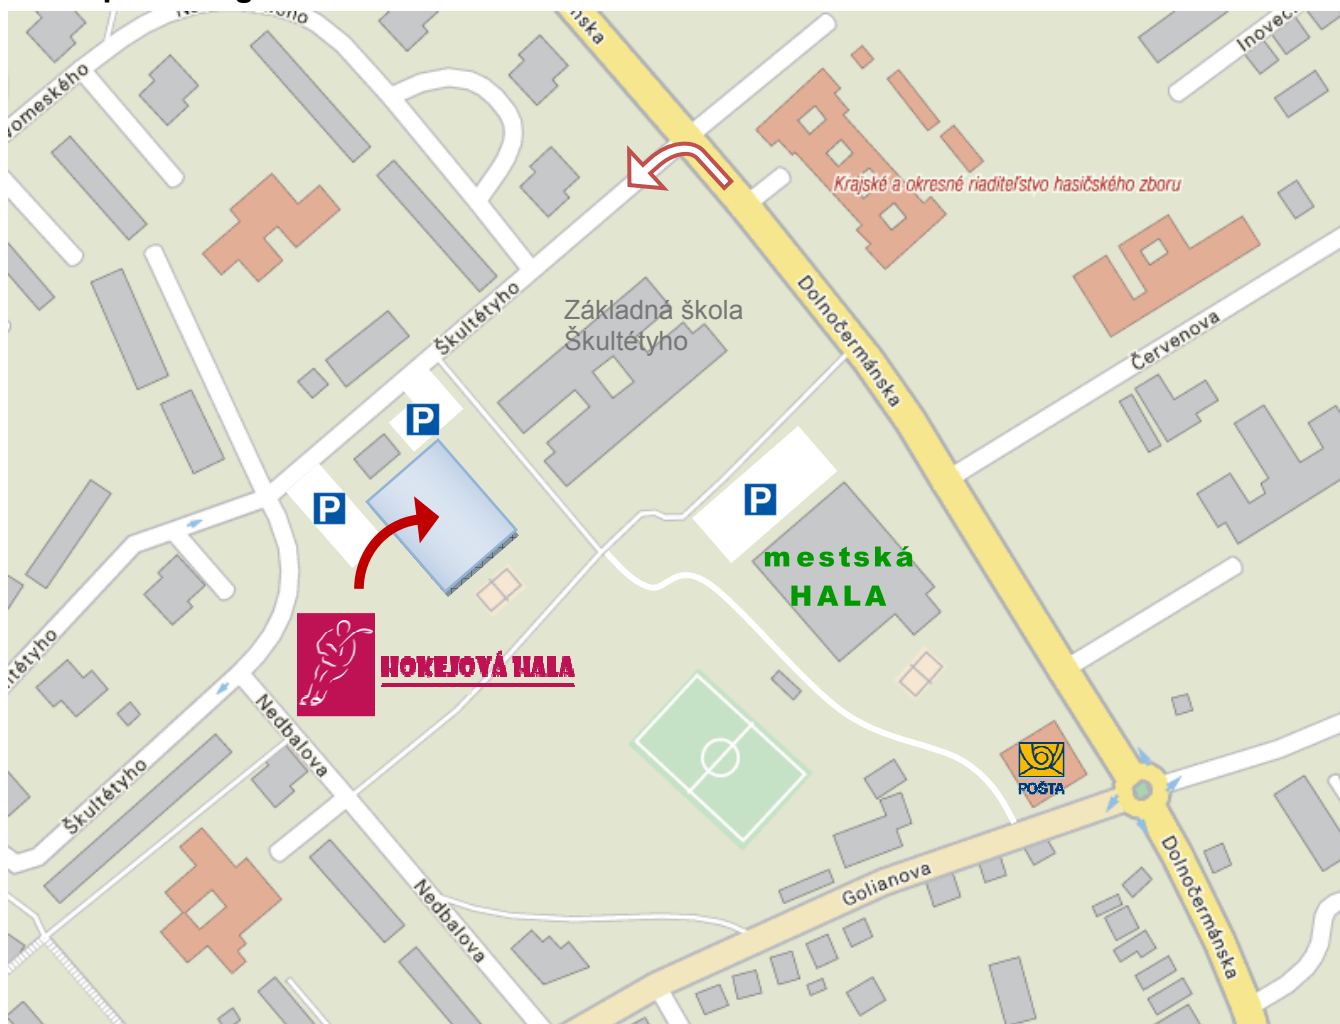 Inovec
Škultétyho
Základná škola
Škultétyho
Krajské a okresné riaditeľstvo hasičského zboru
Dolnočermánska
Červenova
P
P
P
mestská
HALA
HOKEJOVÁ HALA
Nedbalova
Škultétyho
POŠTA
Golianova
Nedbalova
Dolnočermánska